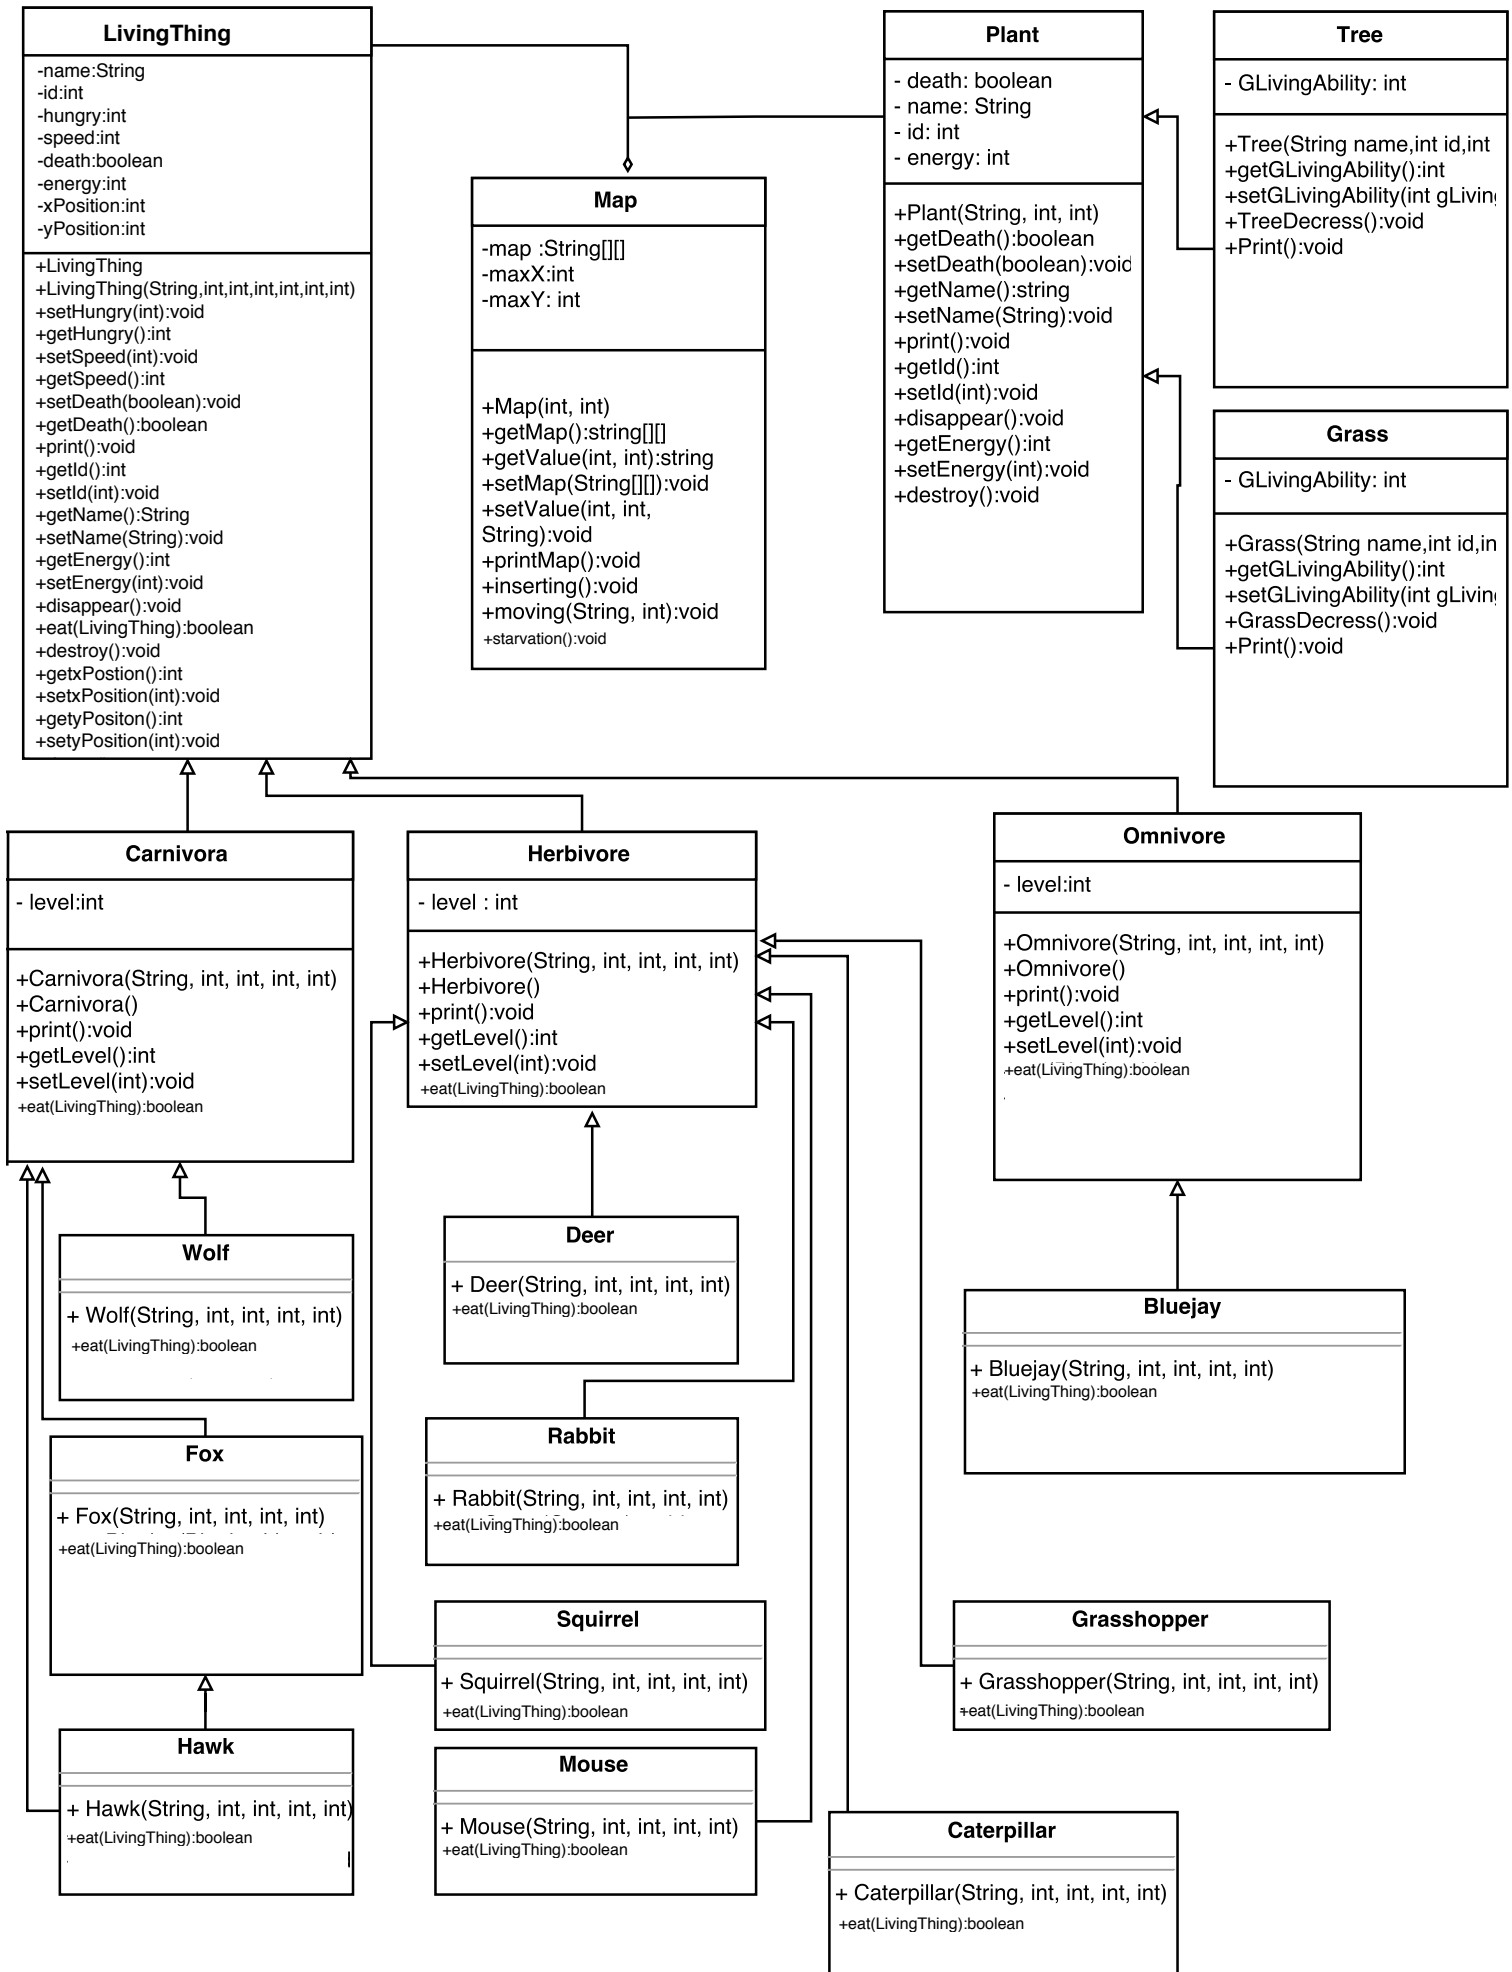 LivingThing
-name:String
-id:int
-hungry:int
-speed:int
-death:boolean
-energy:int
-xPosition:int
-yPosition:int
+LivingThing
+LivingThing(String,int,int,int,int,int,int)
+setHungry(int):void
+getHungry():int
+setSpeed(int):void
+getSpeed():int
+setDeath(boolean):void
+getDeath():boolean
+print():void
+getId():int
+setId(int):void
+getName():String
+setName(String):void
+getEnergy():int
+setEnergy(int):void
+disappear():void
+eat(LivingThing):boolean
+destroy():void
+getxPostion():int
+setxPosition(int):void
+getyPositon():int
+setyPosition(int):void
Map
-map :String[][]
-maxX:int
-maxY: int
+Map(int, int)
+getMap():string[][]
+getValue(int, int):string
+setMap(String[][]):void
+setValue(int, int,
String):void
+printMap():void
+inserting():void
+moving(String, int):void
+starvation():void
Plant
- death: boolean
- name: String
- id: int
- energy: int
+Plant(String, int, int)
+getDeath():boolean
+setDeath(boolean):void
+getName():string
+setName(String):void
+print():void
+getId():int
+setId(int):void
+disappear():void
+getEnergy():int
+setEnergy(int):void
+destroy():void
Tree
- GLivingAbility: int
+Tree(String name,int id,int
+getGLivingAbility():int
+setGLivingAbility(int gLiving
+TreeDecress():void
+Print():void
Grass
- GLivingAbility: int
+Grass(String name,int id,in
+getGLivingAbility():int
+setGLivingAbility(int gLiving
+GrassDecress():void
+Print():void
Carnivora
- level:int
+Carnivora(String, int, int, int, int)
+Carnivora()
+print():void
+getLevel():int
+setLevel(int):void
+eat(LivingThing):boolean
Herbivore
- level : int
+Herbivore(String, int, int, int, int)
+Herbivore()
+print():void
+getLevel():int
+setLevel(int):void
+eat(LivingThing):boolean
Omnivore
- level:int
+Omnivore(String, int, int, int, int)
+Omnivore()
+print():void
+getLevel():int
+setLevel(int):void
+eat(LivingThing):boolean
Wolf
+ Wolf(String, int, int, int, int)
+eat(LivingThing):boolean
Deer
+ Deer(String, int, int, int, int)
+eat(LivingThing):boolean
Bluejay
+ Bluejay(String, int, int, int, int)
+eat(LivingThing):boolean
Fox
+ Fox(String, int, int, int, int)
+eat(LivingThing):boolean
Rabbit
+ Rabbit(String, int, int, int, int)
+eat(LivingThing):boolean
Squirrel
+ Squirrel(String, int, int, int, int)
+eat(LivingThing):boolean
Grasshopper
+ Grasshopper(String, int, int, int, int)
+eat(LivingThing):boolean
Hawk
+ Hawk(String, int, int, int, int)
+eat(LivingThing):boolean
Mouse
+ Mouse(String, int, int, int, int)
+eat(LivingThing):boolean
Caterpillar
+ Caterpillar(String, int, int, int, int)
+eat(LivingThing):boolean